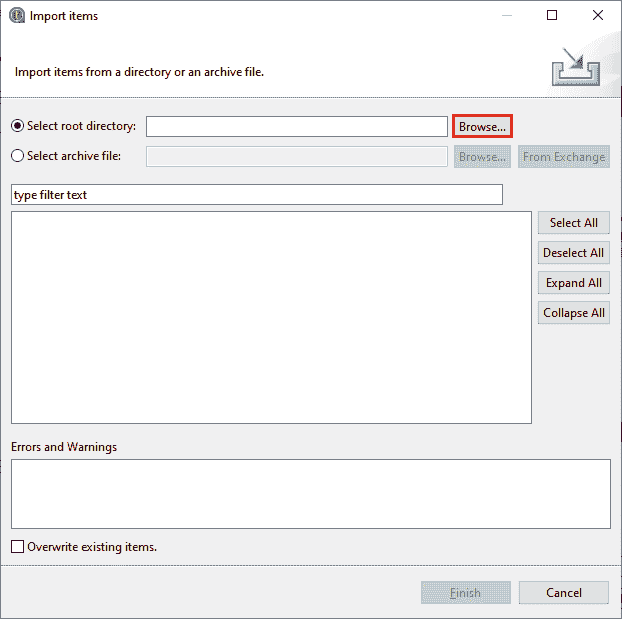 Import items
Import items from a directory or an archive file.
Select root directory: Browse...
Select archive file: Browse... From Exchange
type filter text
Select All
Deselect All
Expand All
Collapse All
Errors and Warnings
Overwrite existing items.
Finish Cancel